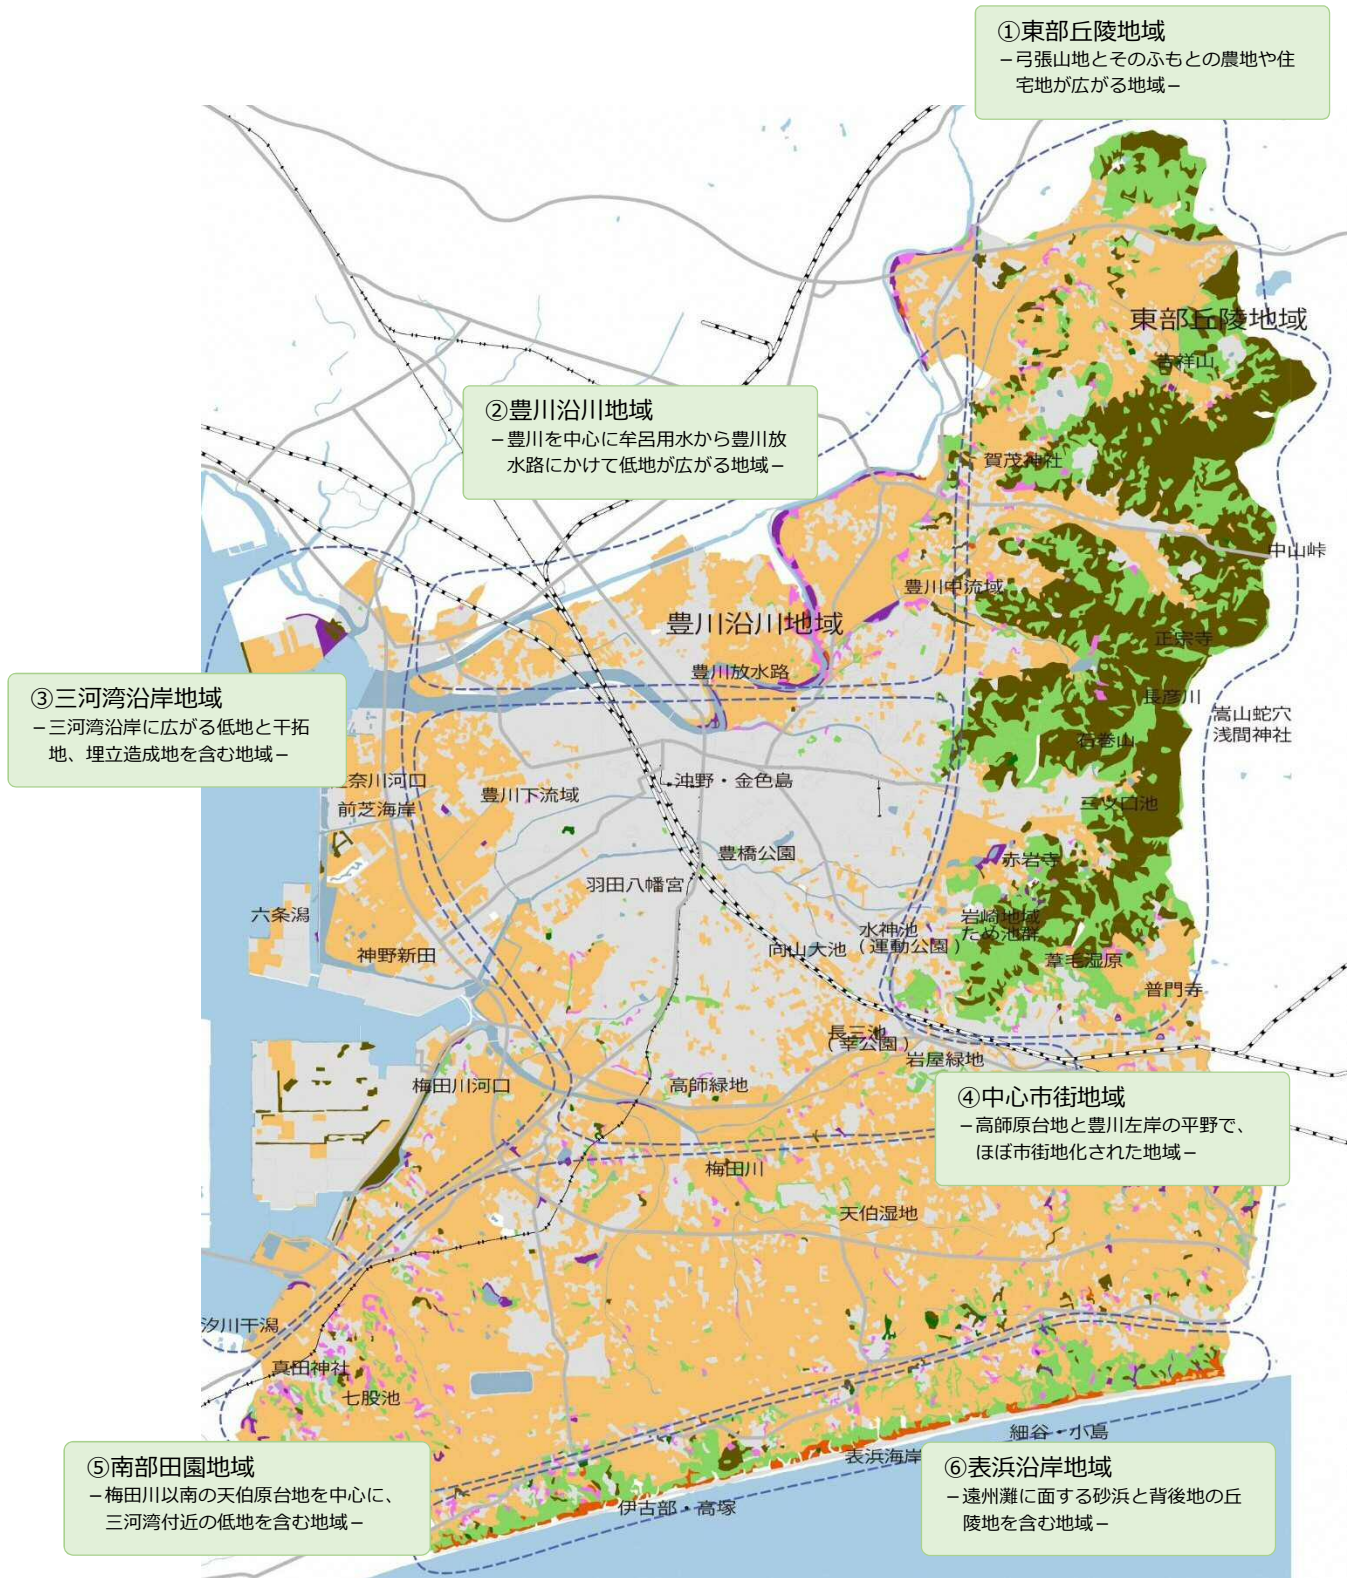 ①東部丘陵地域
－弓張山地とそのふもとの農地や住
宅地が広がる地域－
東部丘陵地域
吉祥山
②豊川沿川地域
－豊川を中心に牟呂用水から豊川放
水路にかけて低地が広がる地域－
賀茂神社
中山峠
豊川中流域
豊川沿川地域
正宗寺
豊川放水路
③三河湾沿岸地域
－三河湾沿岸に広がる低地と干拓
地、埋立造成地を含む地域－
長彦川
嵩山蛇穴
浅間神社
石巻山
奈川河口
沖野・金色島
豊川下流域
前芝海岸
三ツ口池
豊橋公園
赤岩寺
羽田八幡宮
六条潟
岩崎地域
ため池群
水神池
（運動公園）
向山大池
神野新田
葦毛湿原
普門寺
長三池
（幸公園）
岩屋緑地
梅田川河口
高師緑地
④中心市街地域
－高師原台地と豊川左岸の平野で、
ほぼ市街地化された地域－
梅田川
天伯湿地
汐川干潟
真田神社
七股池
細谷・小島
表浜海岸
⑤南部田園地域
－梅田川以南の天伯原台地を中心に、
三河湾付近の低地を含む地域－
伊古部・高塚
⑥表浜沿岸地域
－遠州灘に面する砂浜と背後地の丘
陵地を含む地域－